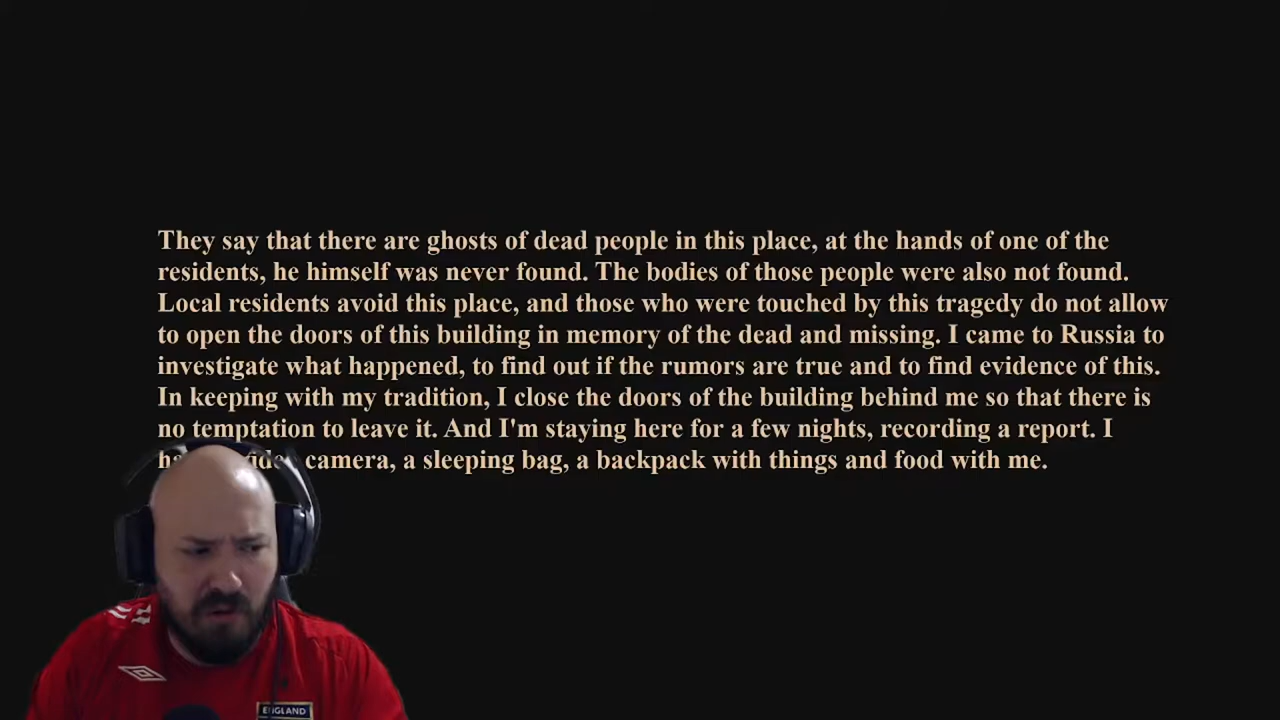 They say that there are ghosts of dead people in this place, at the hands of one of the
residents, he himself was never found. The bodies of those people were also not found.
Local residents avoid this place, and those who were touched by this tragedy do not allow
to open the doors of this building in memory of the dead and missing. I came to Russia to
investigate what happened, to find out if the rumors are true and to find evidence of this.
In keeping with my tradition, I close the doors of the building behind me so that there is
no temptation to leave it. And I'm staying here for a few nights, recording a report. I
camera, a sleeping bag, a backpack with things and food with me.
ENGLAND